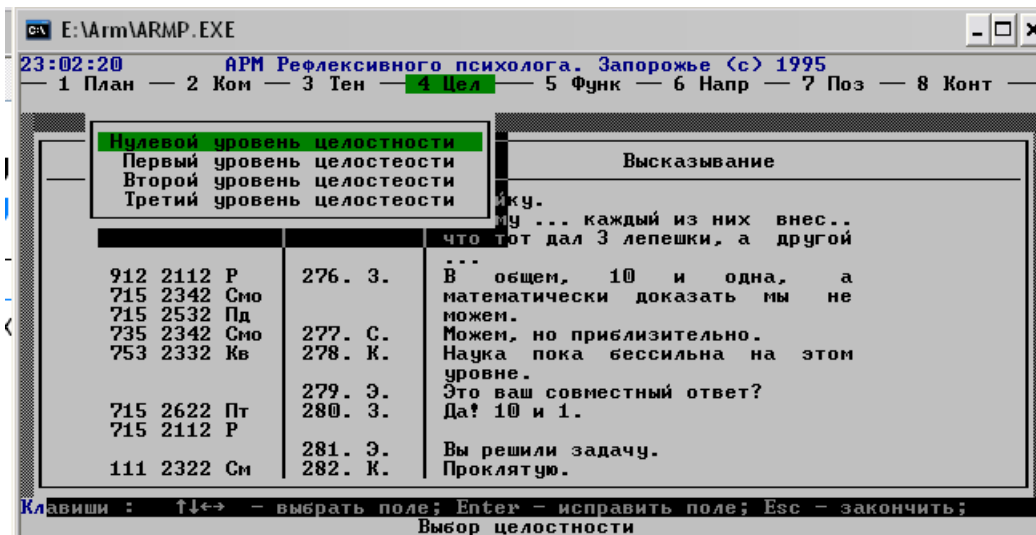 E:\Arm\ARMP.EXE
23:02:20 АРМ Рефлексивного психолога. Запорожье (c) 1995
1 План — 2 Ком — 3 Тен — 4 Цел — 5 Функ — 6 Напр — 7 Поз — 8 Конт
Нулевой уровень целостности
Первый уровень целостеости
Второй уровень целостеости
Третий уровень целостеости
Высказывание
йку.
му ... каждый из них внес..
что тот дал 3 лепешки, а другой
...
912 2112 Р 276. З. В общем, 10 и одна, а
715 2342 Смо математически доказать мы не
715 2532 Пд можем.
735 2342 Смо 277. С. Можем, но приблизительно.
753 2332 Кв 278. К. Наука пока бессильна на этом
уровне.
279. Э. Это ваш совместный ответ?
715 2622 Пт 280. З. Да! 10 и 1.
715 2112 Р
281. Э. Вы решили задачу.
111 2322 См 282. К. Проклятую.
Клавиши : ↑↓←→ — выбрать поле; Enter — исправить поле; Esc — закончить;
Выбор целостности